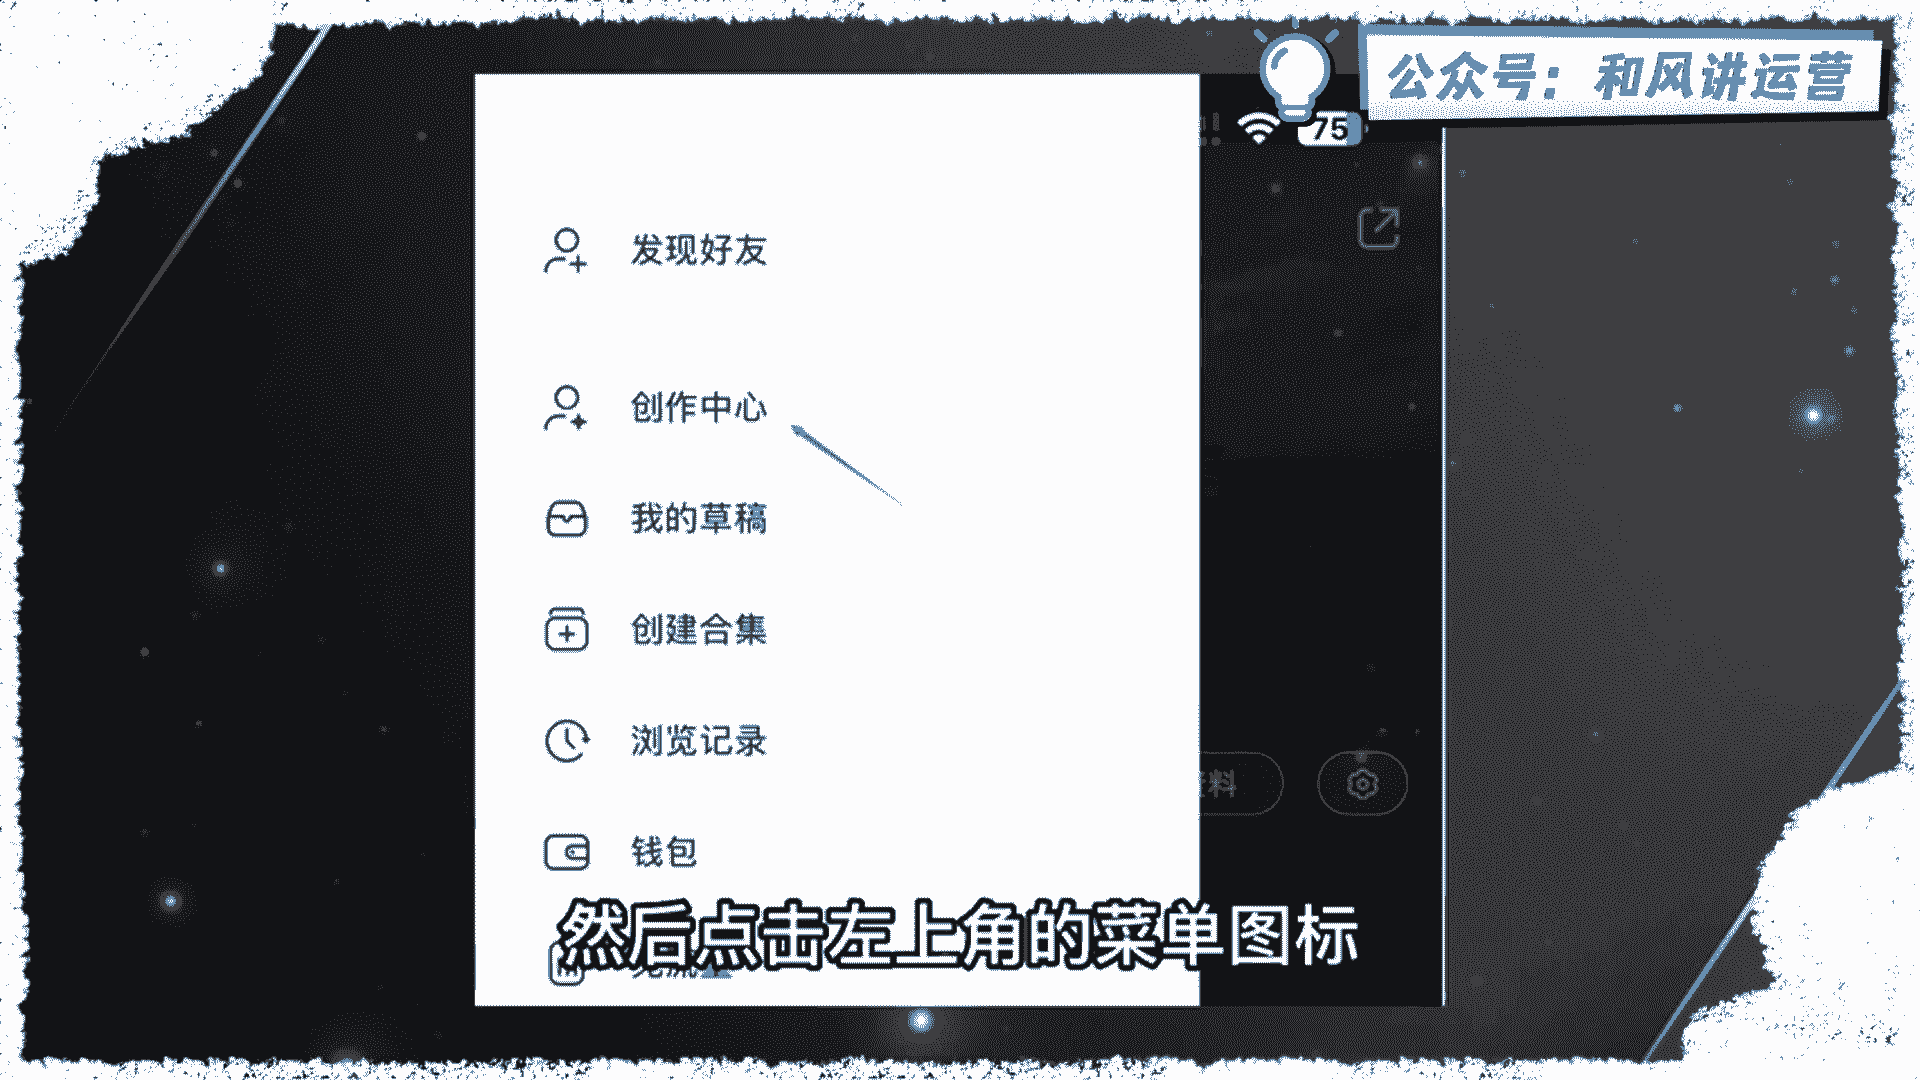 公众号：和风讲运营
75
发现好友
创作中心
我的草稿
创建合集
浏览记录
料
钱包
然后点击左上角的菜单图标